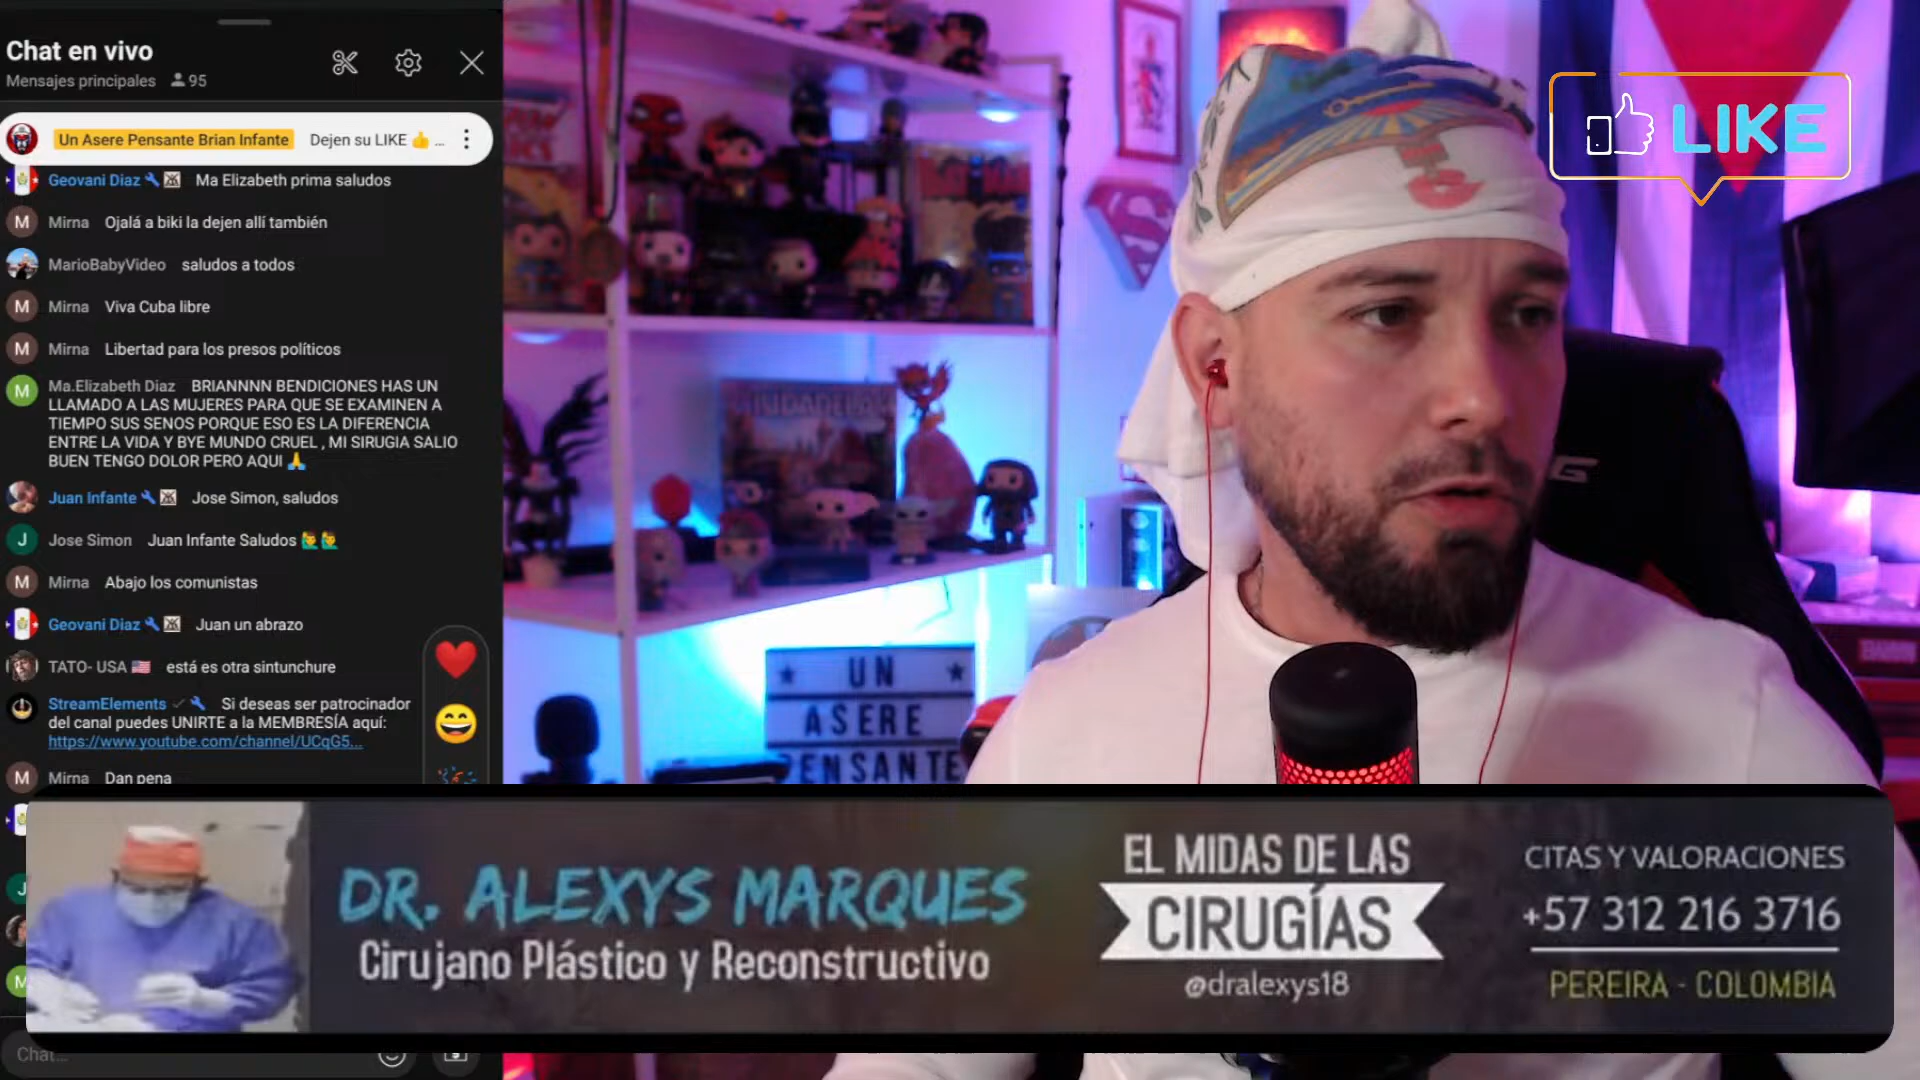 Chat en vivo
Mensajes principales 95
Un Asere Pensante Brian Infante Dejen su LIKE 👍 ...
Geovani Diaz Ma Elizabeth prima saludos
M Mirna Ojalá a biki la dejen allí también
MarioBabyVideo saludos a todos
M Mirna Viva Cuba libre
M Mirna Libertad para los presos políticos
M Ma.Elizabeth Diaz BRIANNNN BENDICIONES HAS UN
LLAMADO A LAS MUJERES PARA QUE SE EXAMINEN A
TIEMPO SUS SENOS PORQUE ESO ES LA DIFERENCIA
ENTRE LA VIDA Y BYE MUNDO CRUEL , MI SIRUGIA SALIO
BUEN TENGO DOLOR PERO AQUI 🙏
Juan Infante Jose Simon, saludos
J Jose Simon Juan Infante Saludos 🙋‍♂️🙋‍♂️
M Mirna Abajo los comunistas
Geovani Diaz Juan un abrazo
TATO- USA 🇺🇸 está es otra sintunchure
StreamElements Si deseas ser patrocinador
del canal puedes UNIRTE a la MEMBRESÍA aquí:
https://www.youtube.com/channel/UCqG5...
M Mirna Dan pena
J
M
Chat...
LIKE
UN
ASERE
PENSANTE
DR. ALEXYS MARQUES
Cirujano Plástico y Reconstructivo
EL MIDAS DE LAS
CIRUGÍAS
@dralexys18
CITAS Y VALORACIONES
+57 312 216 3716
PEREIRA - COLOMBIA